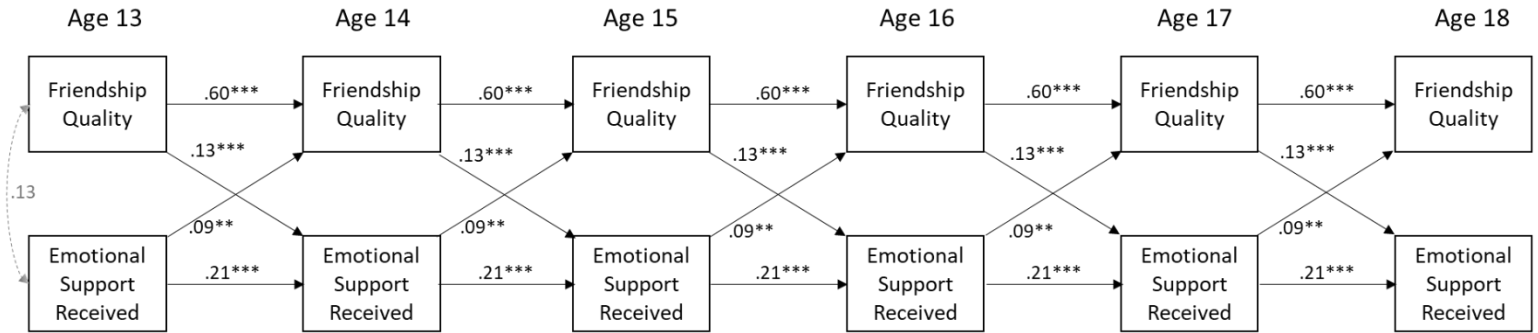 Age 13 Age 14 Age 15 Age 16 Age 17 Age 18
Friendship Quality
.60***
Friendship Quality
.60***
Friendship Quality
.60***
Friendship Quality
.60***
Friendship Quality
.60***
Friendship Quality
.13***
.13***
.13***
.13***
.13***
.13
.09**
.09**
.09**
.09**
.09**
Emotional Support Received
.21***
Emotional Support Received
.21***
Emotional Support Received
.21***
Emotional Support Received
.21***
Emotional Support Received
.21***
Emotional Support Received